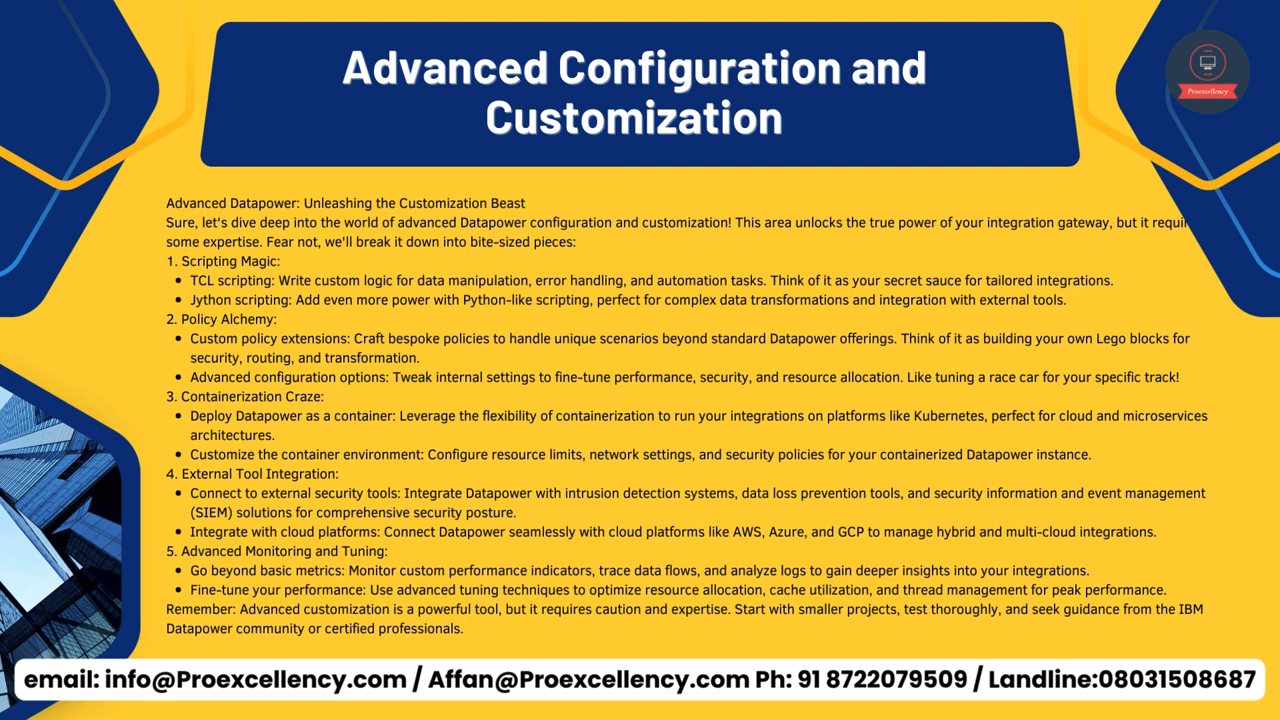 Advanced Configuration and
Customization
Proexcellency
Advanced Datapower: Unleashing the Customization Beast
Sure, let's dive deep into the world of advanced Datapower configuration and customization! This area unlocks the true power of your integration gateway, but it requir
some expertise. Fear not, we'll break it down into bite-sized pieces:
1. Scripting Magic:
• TCL scripting: Write custom logic for data manipulation, error handling, and automation tasks. Think of it as your secret sauce for tailored integrations.
• Jython scripting: Add even more power with Python-like scripting, perfect for complex data transformations and integration with external tools.
2. Policy Alchemy:
• Custom policy extensions: Craft bespoke policies to handle unique scenarios beyond standard Datapower offerings. Think of it as building your own Lego blocks for
security, routing, and transformation.
• Advanced configuration options: Tweak internal settings to fine-tune performance, security, and resource allocation. Like tuning a race car for your specific track!
3. Containerization Craze:
• Deploy Datapower as a container: Leverage the flexibility of containerization to run your integrations on platforms like Kubernetes, perfect for cloud and microservices
architectures.
• Customize the container environment: Configure resource limits, network settings, and security policies for your containerized Datapower instance.
4. External Tool Integration:
• Connect to external security tools: Integrate Datapower with intrusion detection systems, data loss prevention tools, and security information and event management
(SIEM) solutions for comprehensive security posture.
• Integrate with cloud platforms: Connect Datapower seamlessly with cloud platforms like AWS, Azure, and GCP to manage hybrid and multi-cloud integrations.
5. Advanced Monitoring and Tuning:
• Go beyond basic metrics: Monitor custom performance indicators, trace data flows, and analyze logs to gain deeper insights into your integrations.
• Fine-tune your performance: Use advanced tuning techniques to optimize resource allocation, cache utilization, and thread management for peak performance.
Remember: Advanced customization is a powerful tool, but it requires caution and expertise. Start with smaller projects, test thoroughly, and seek guidance from the IBM
Datapower community or certified professionals.
email: info@Proexcellency.com / Affan@Proexcellency.com Ph: 91 8722079509 / Landline:08031508687